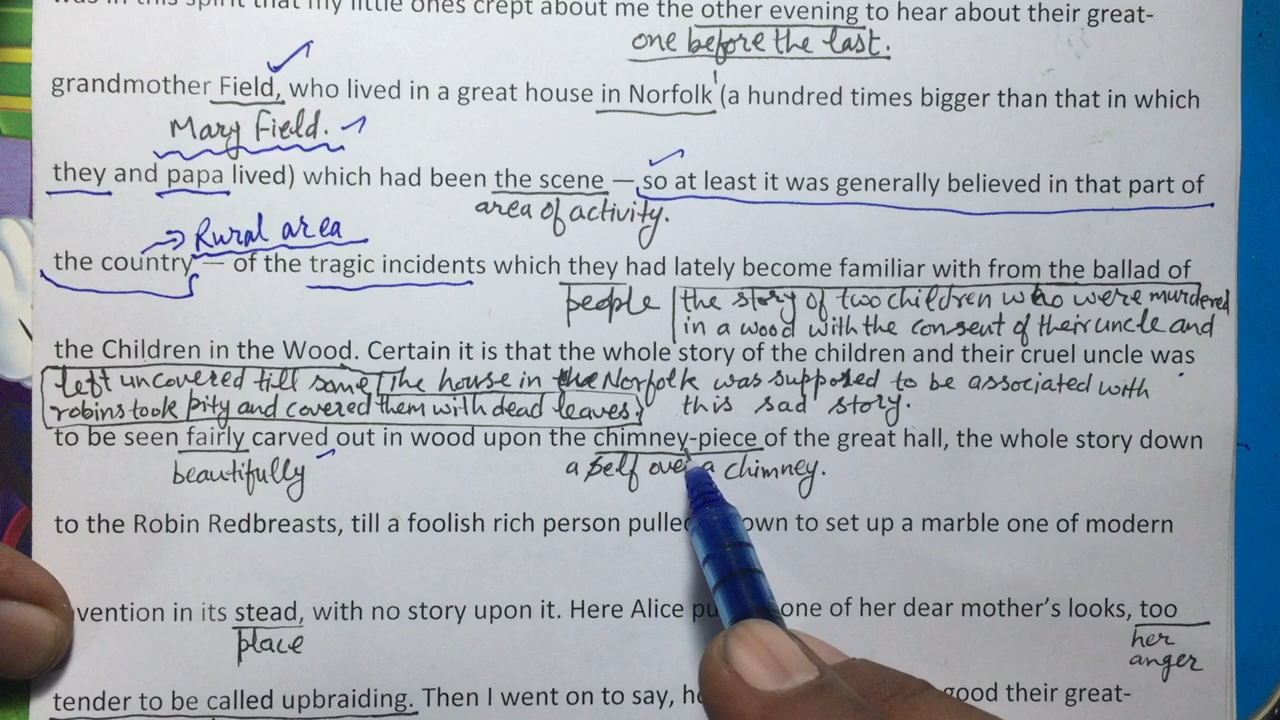 was in this spirit that my little ones crept about me the other evening to hear about their great-
one before the last.
grandmother Field, who lived in a great house in Norfolk (a hundred times bigger than that in which
Mary Field.
they and papa lived) which had been the scene — so at least it was generally believed in that part of
area of activity.
Rural area
the country — of the tragic incidents which they had lately become familiar with from the ballad of
people the story of two children who were murdered
in a wood with the consent of their uncle and
the Children in the Wood. Certain it is that the whole story of the children and their cruel uncle was
left uncovered till some The house in the Norfolk was supposed to be associated with
robins took pity and covered them with dead leaves. this sad story.
to be seen fairly carved out in wood upon the chimney-piece of the great hall, the whole story down
beautifully a self over a chimney.
to the Robin Redbreasts, till a foolish rich person pulled down to set up a marble one of modern
vention in its stead, with no story upon it. Here Alice pu one of her dear mother's looks, too
place her
anger
tender to be called upbraiding. Then I went on to say, h good their great-